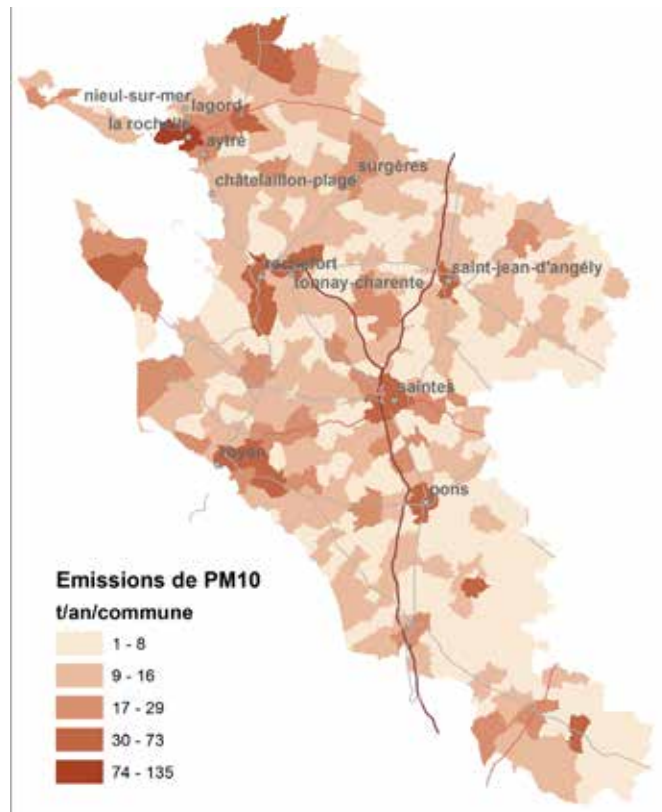 nieul-sur-mer
lagord
la rochelle
aytré
châtelaillon-plage
surgères
rochefort
tonnay-charente
saint-jean-d'angély
saintes
royan
pons
Emissions de PM10
t/an/commune
1 - 8
9 - 16
17 - 29
30 - 73
74 - 135